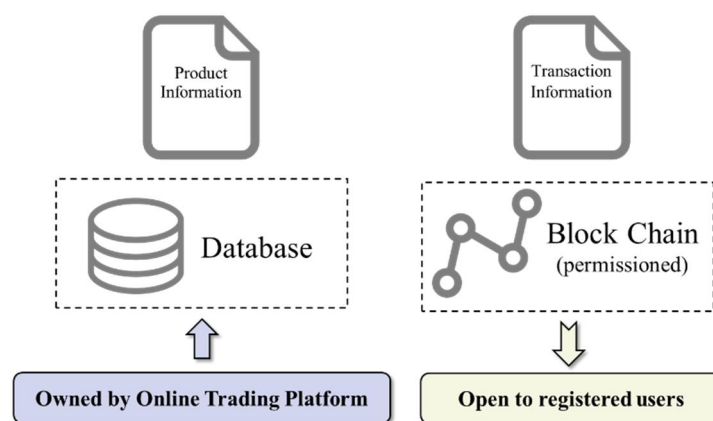 Product
Information
Transaction
Information
Database
Block Chain
(permissioned)
Owned by Online Trading Platform
Open to registered users